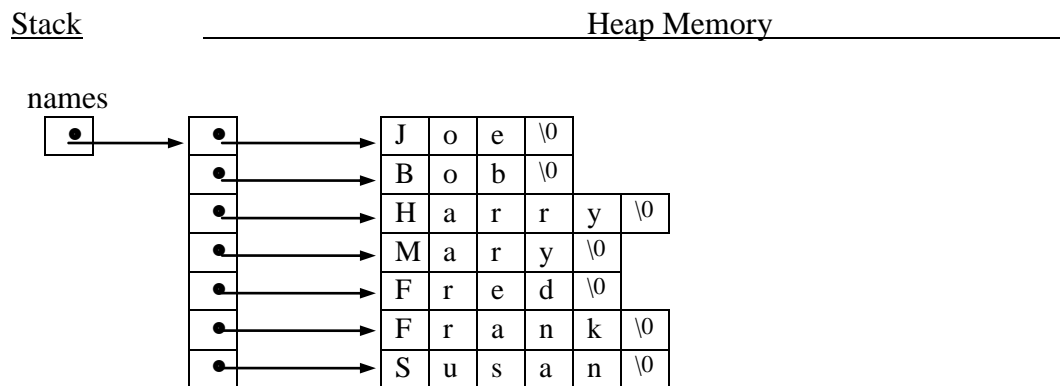 Stack Heap Memory
names
J o e \0
B o b \0
H a r r y \0
M a r y \0
F r e d \0
F r a n k \0
S u s a n \0